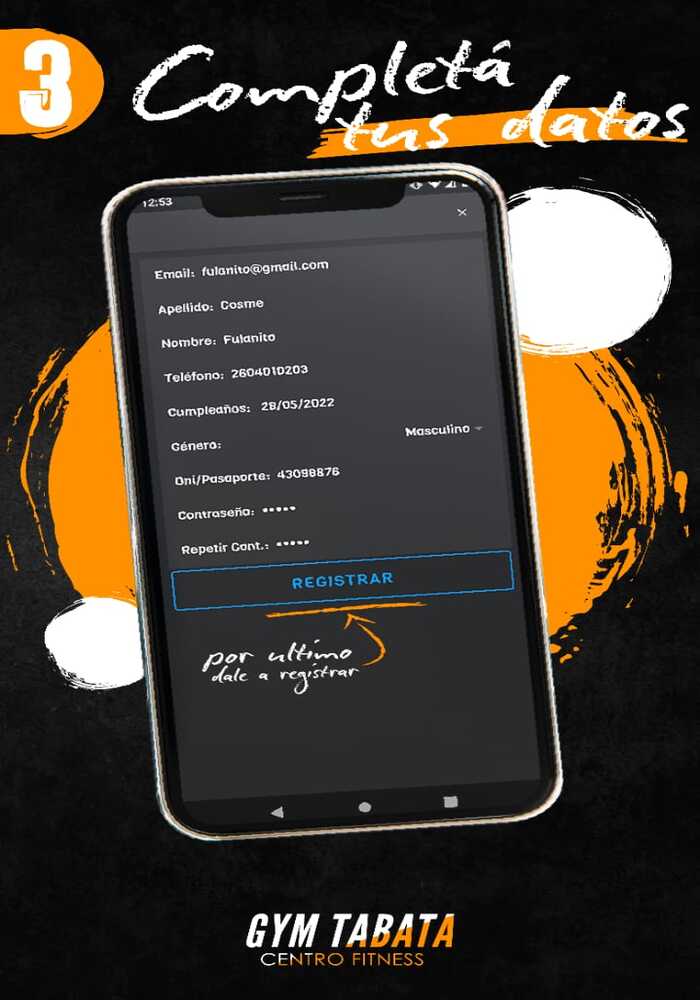 3
Completá
tus datos
12:53
Email: fulanito@gmail.com
Apellido: Cosme
Nombre: Fulanito
Teléfono: 2604010203
Cumpleaños: 28/05/2022
Género: Masculino
Dni/Pasaporte: 43098876
Contraseña: •••••
Repetir Cont.: •••••
REGISTRAR
por ultimo
dale a registrar
GYM TABATA
CENTRO FITNESS